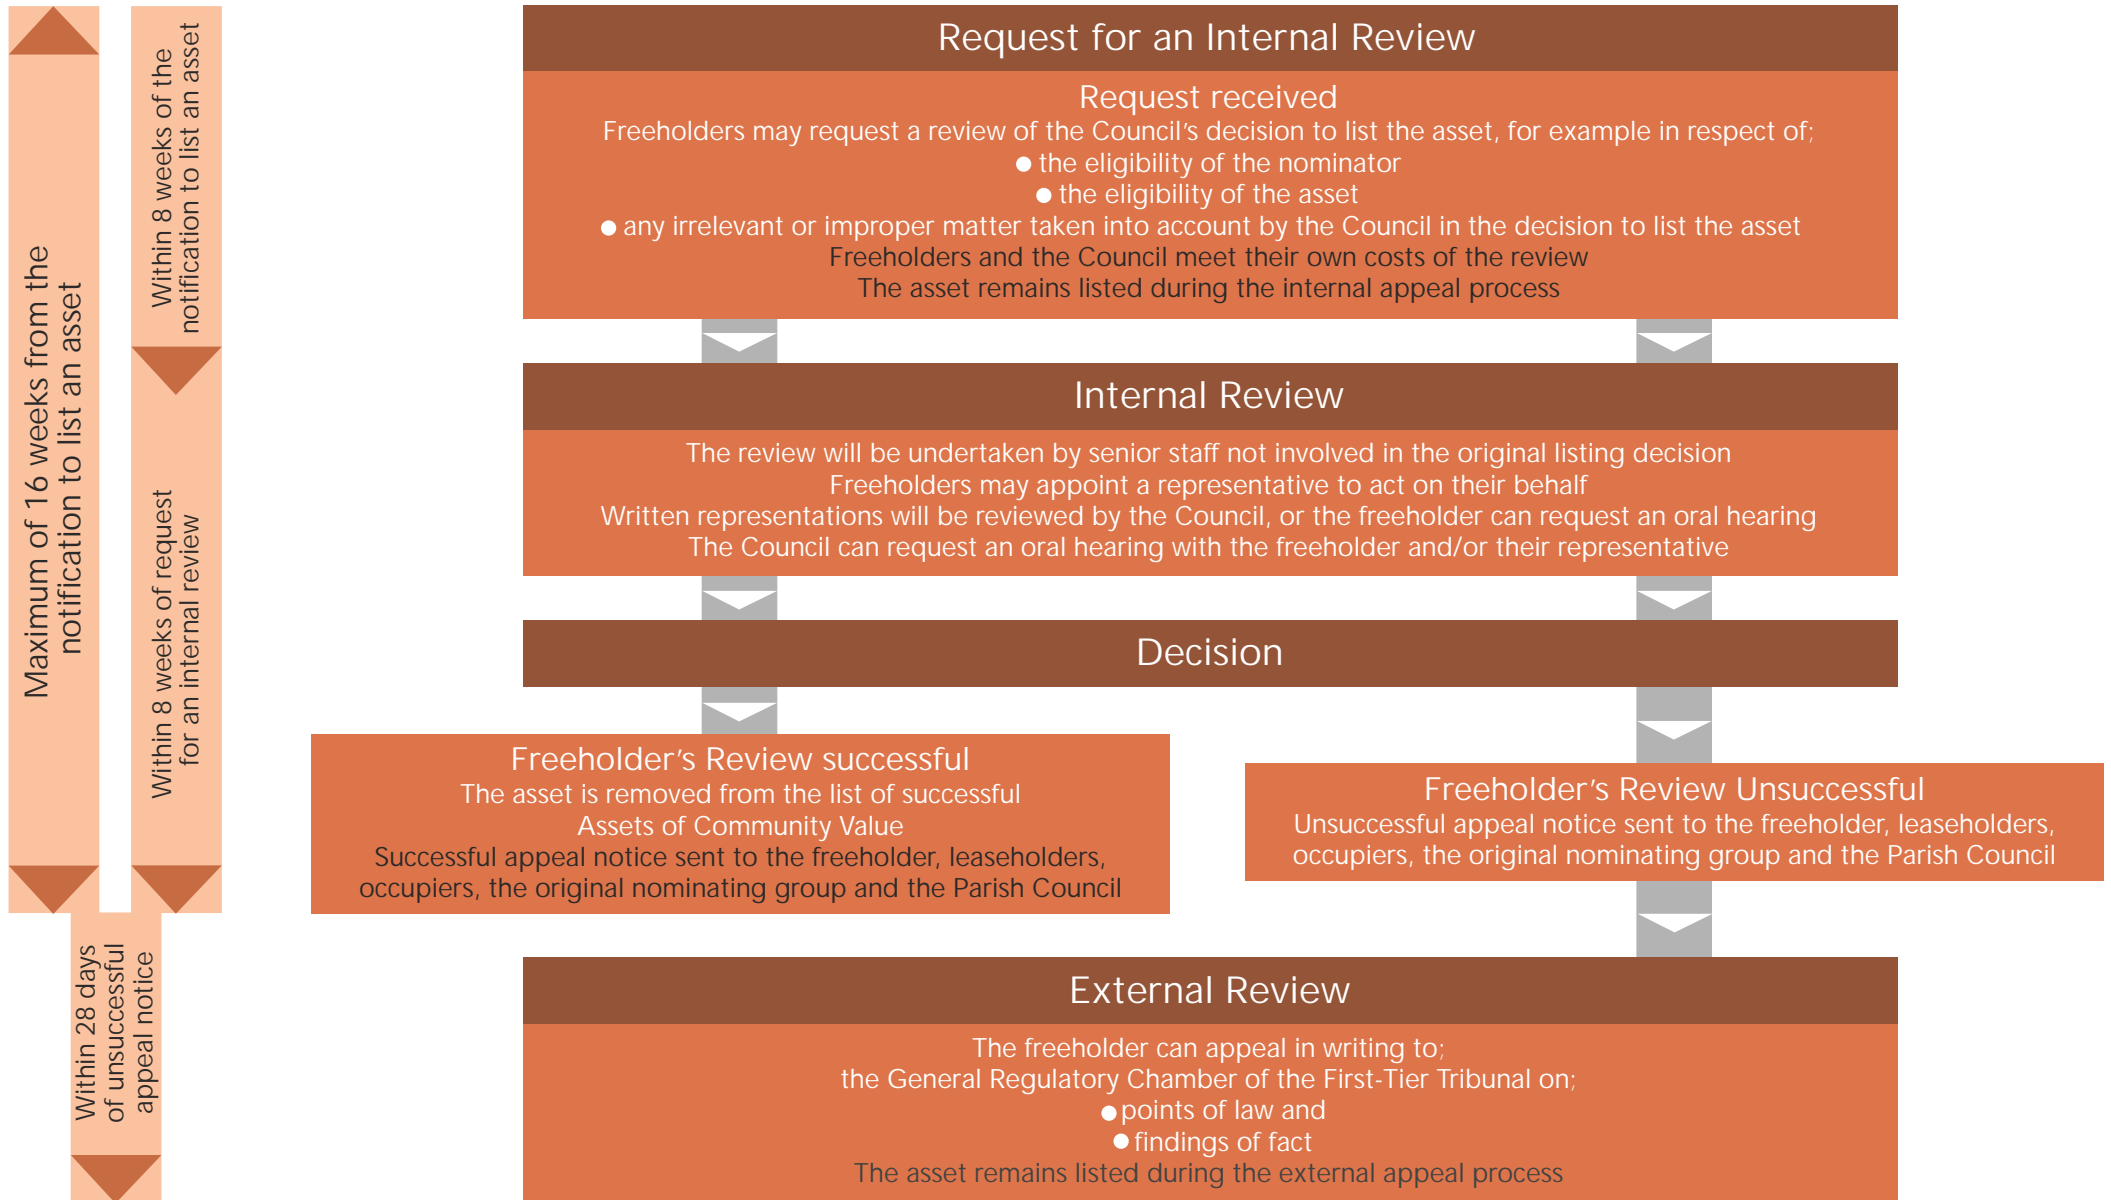 Maximum of 16 weeks from the
notification to list an asset
Within 8 weeks of the
notification to list an asset
Within 8 weeks of request
for an internal review
Within 28 days
of unsuccessful
appeal notice
Request for an Internal Review
Request received
Freeholders may request a review of the Council’s decision to list the asset, for example in respect of;
● the eligibility of the nominator
● the eligibility of the asset
● any irrelevant or improper matter taken into account by the Council in the decision to list the asset
Freeholders and the Council meet their own costs of the review
The asset remains listed during the internal appeal process
Internal Review
The review will be undertaken by senior staff not involved in the original listing decision
Freeholders may appoint a representative to act on their behalf
Written representations will be reviewed by the Council, or the freeholder can request an oral hearing
The Council can request an oral hearing with the freeholder and/or their representative
Decision
Freeholder’s Review successful
The asset is removed from the list of successful
Assets of Community Value
Successful appeal notice sent to the freeholder, leaseholders,
occupiers, the original nominating group and the Parish Council
Freeholder’s Review Unsuccessful
Unsuccessful appeal notice sent to the freeholder, leaseholders,
occupiers, the original nominating group and the Parish Council
External Review
The freeholder can appeal in writing to;
the General Regulatory Chamber of the First-Tier Tribunal on;
● points of law and
● findings of fact
The asset remains listed during the external appeal process